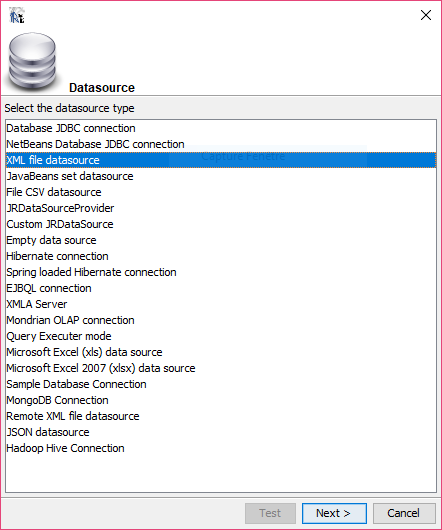 Datasource
Select the datasource type
Database JDBC connection
NetBeans Database JDBC connection
XML file datasource
Capture Fenêtre
JavaBeans set datasource
File CSV datasource
JRDataSourceProvider
Custom JRDataSource
Empty data source
Hibernate connection
Spring loaded Hibernate connection
EJBQL connection
XMLA Server
Mondrian OLAP connection
Query Executer mode
Microsoft Excel (xls) data source
Microsoft Excel 2007 (xlsx) data source
Sample Database Connection
MongoDB Connection
Remote XML file datasource
JSON datasource
Hadoop Hive Connection
Test Next > Cancel